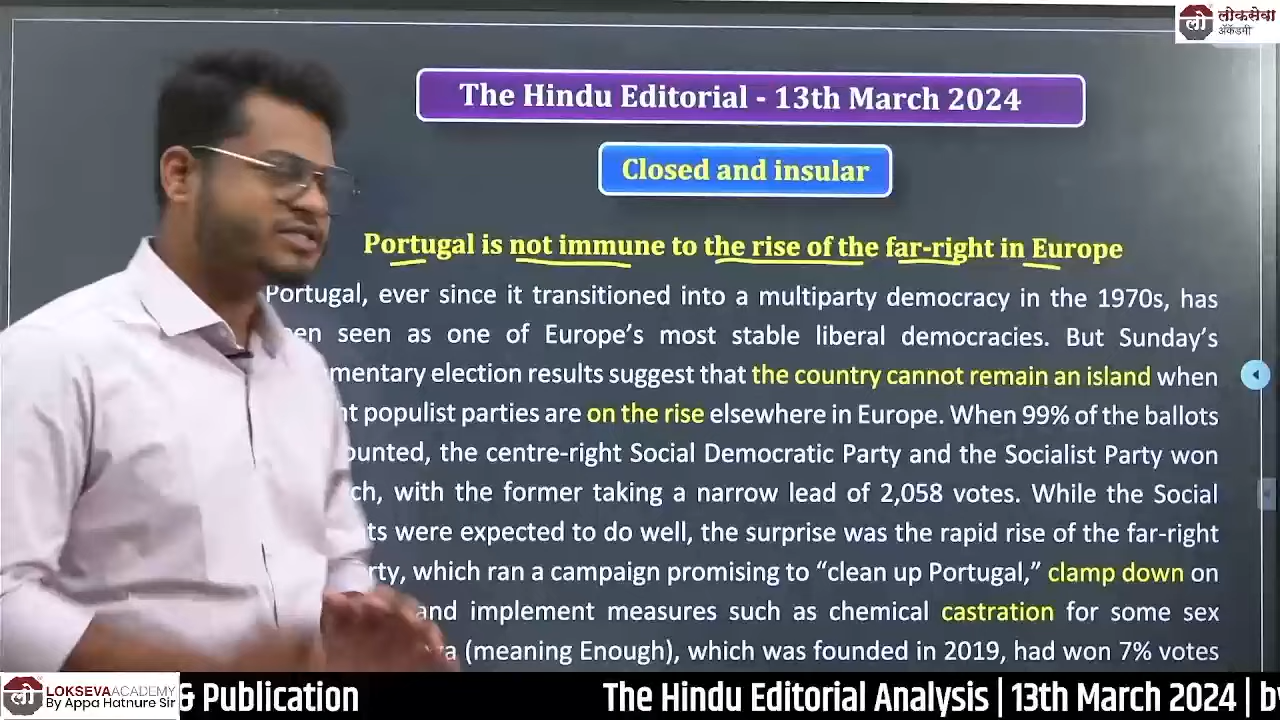 लोकसेवा
अ‍ॅकॅडमी
The Hindu Editorial - 13th March 2024
Closed and insular
Portugal is not immune to the rise of the far-right in Europe
Portugal, ever since it transitioned into a multiparty democracy in the 1970s, has
en seen as one of Europe’s most stable liberal democracies. But Sunday’s
mentary election results suggest that the country cannot remain an island when
nt populist parties are on the rise elsewhere in Europe. When 99% of the ballots
ounted, the centre-right Social Democratic Party and the Socialist Party won
ch, with the former taking a narrow lead of 2,058 votes. While the Social
ts were expected to do well, the surprise was the rapid rise of the far-right
rty, which ran a campaign promising to “clean up Portugal,” clamp down on
and implement measures such as chemical castration for some sex
a (meaning Enough), which was founded in 2019, had won 7% votes
लो
LOKSEVA ACADEMY
By Appa Hatnure Sir
& Publication
The Hindu Editorial Analysis | 13th March 2024 | by